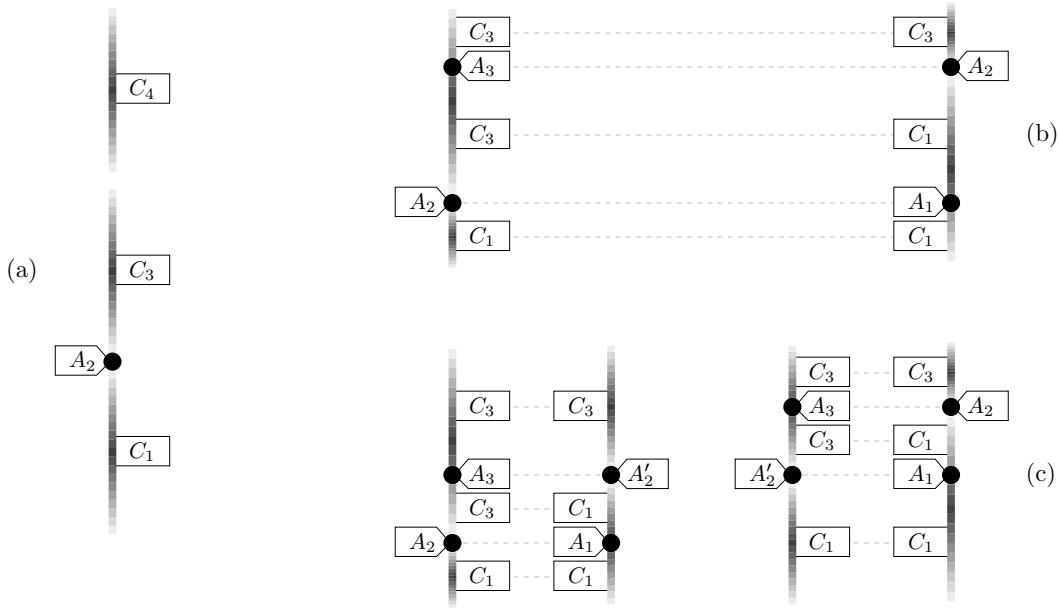 C₄
(a)
C₃
A₂
C₁
C₃ C₃
A₃ A₂
C₃ C₁ (b)
A₂ A₁
C₁ C₁
C₃ C₃
C₃ C₃ A₃ A₂
C₃ C₁
A₃ A′₂ A′₂ A₁ (c)
C₃ C₁
A₂ A₁ C₁ C₁
C₁ C₁